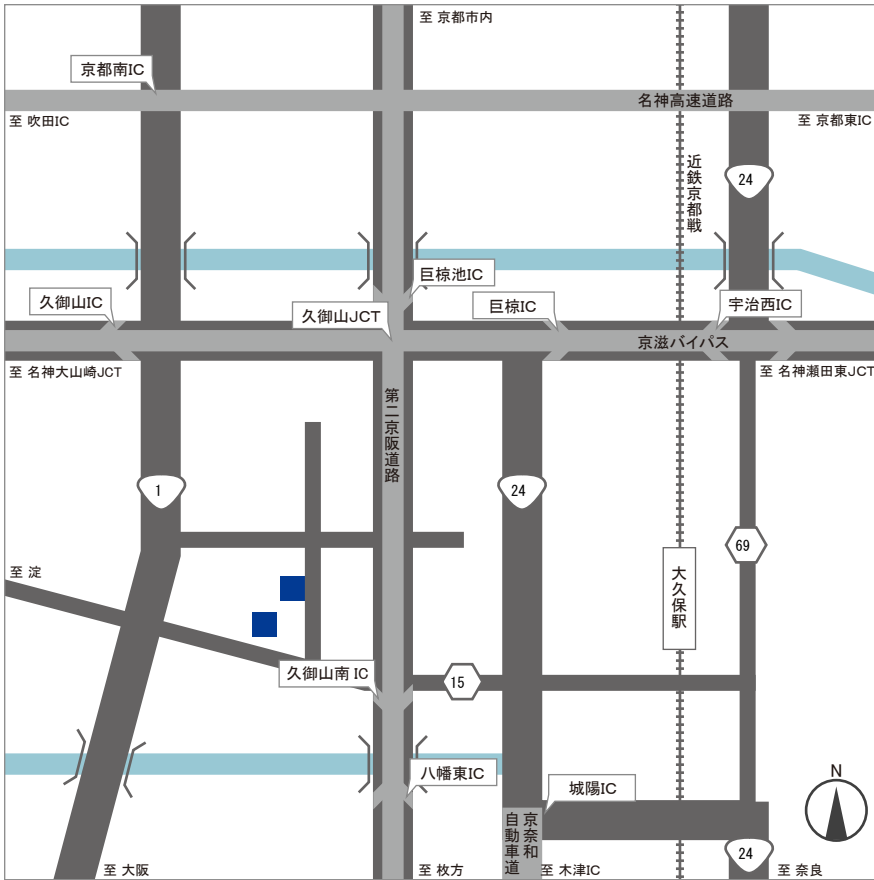 至 京都市内
京都南IC
名神高速道路
至 吹田IC
至 京都東IC
近鉄京都戦
24
巨椋池IC
久御山IC
久御山JCT
巨椋IC
宇治西IC
京滋バイパス
至 名神大山崎JCT
至 名神瀬田東JCT
第二京阪道路
1
24
69
至 淀
大久保駅
久御山南 IC
15
八幡東IC
城陽IC
N
京奈和
自動車道
24
至 大阪
至 枚方
至 木津IC
至 奈良